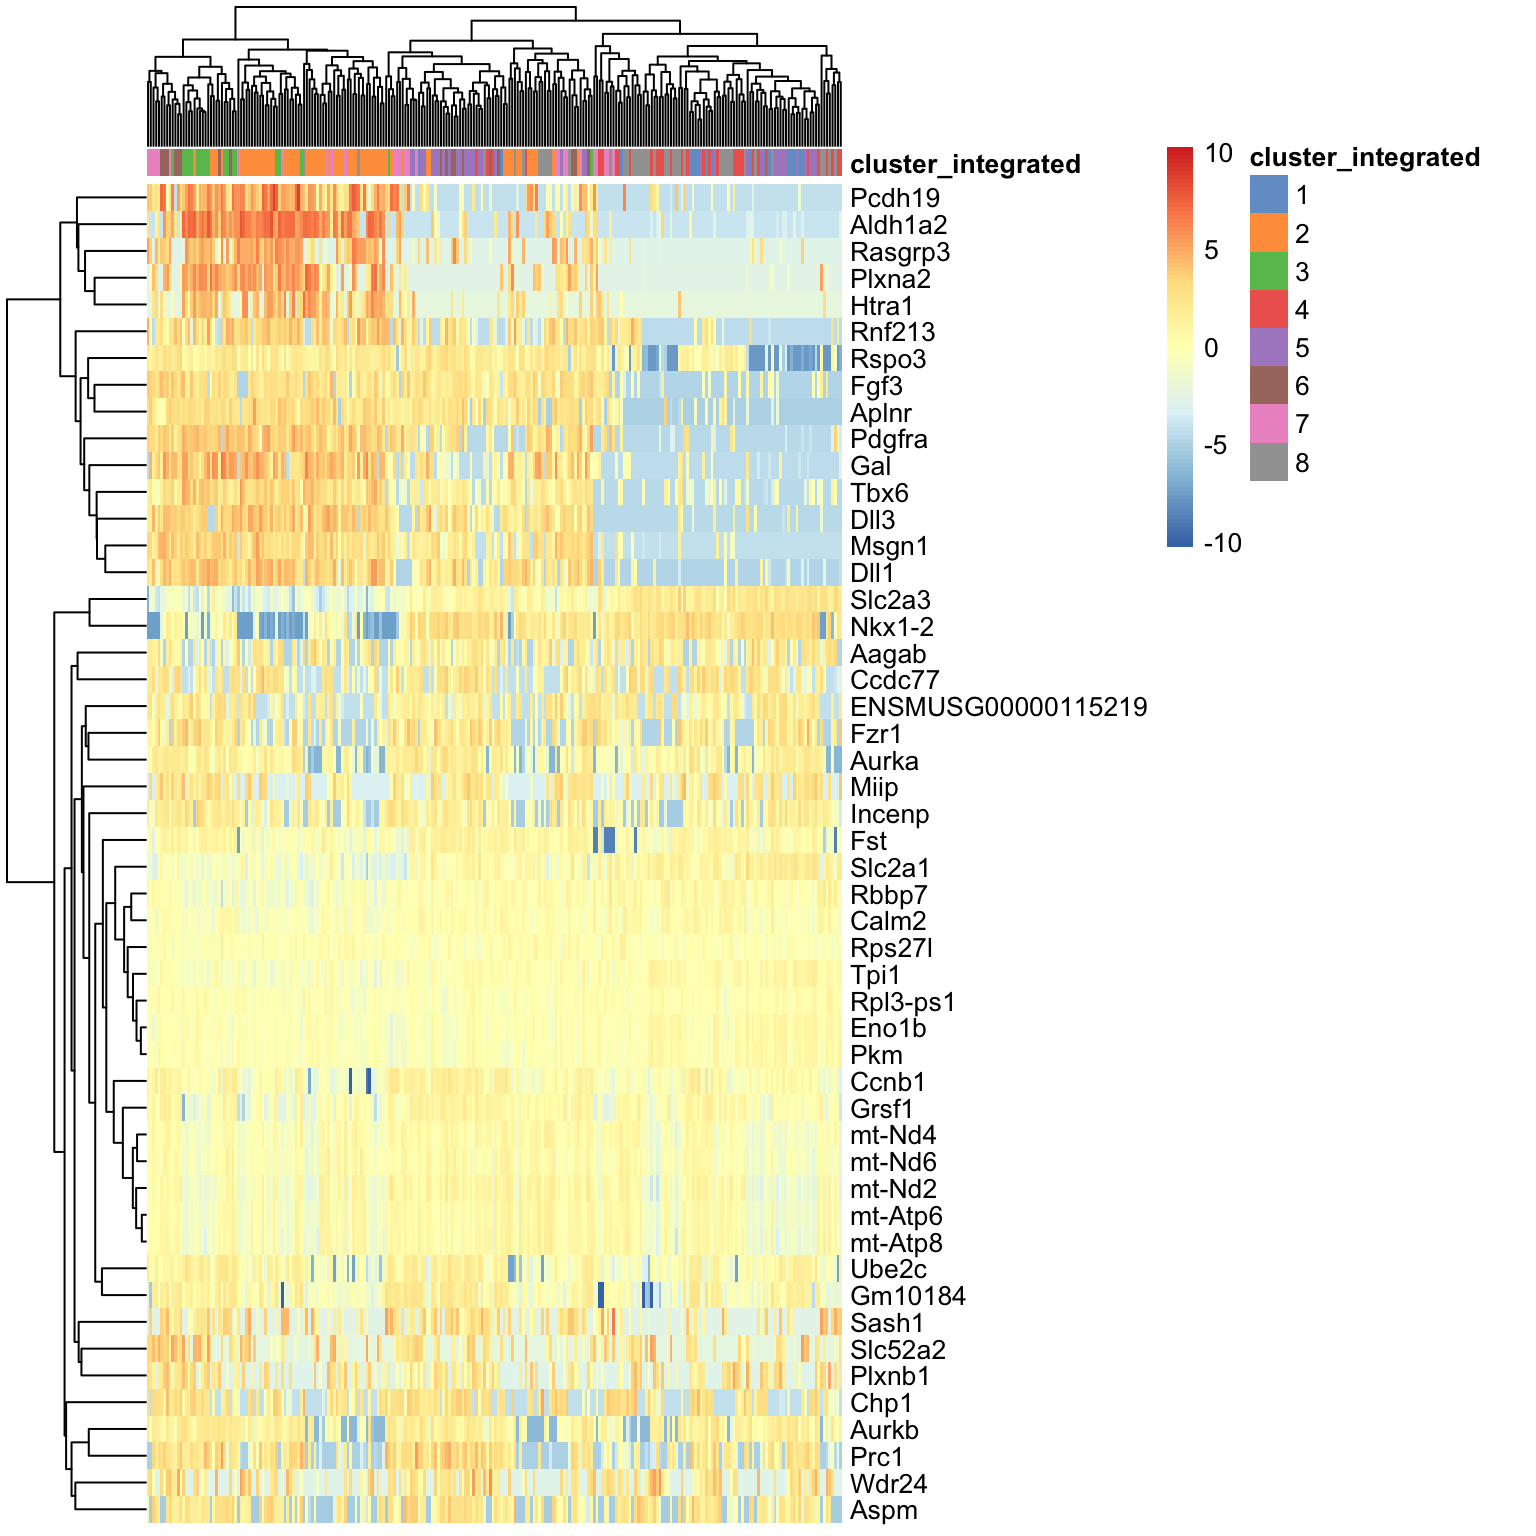 cluster_integrated
Pcdh19
Aldh1a2
Rasgrp3
Plxna2
Htra1
Rnf213
Rspo3
Fgf3
Aplnr
Pdgfra
Gal
Tbx6
Dll3
Msgn1
Dll1
Slc2a3
Nkx1-2
Aagab
Ccdc77
ENSMUSG00000115219
Fzr1
Aurka
Miip
Incenp
Fst
Slc2a1
Rbbp7
Calm2
Rps27l
Tpi1
Rpl3-ps1
Eno1b
Pkm
Ccnb1
Grsf1
mt-Nd4
mt-Nd6
mt-Nd2
mt-Atp6
mt-Atp8
Ube2c
Gm10184
Sash1
Slc52a2
Plxnb1
Chp1
Aurkb
Prc1
Wdr24
Aspm
10
5
0
-5
-10
cluster_integrated
1
2
3
4
5
6
7
8